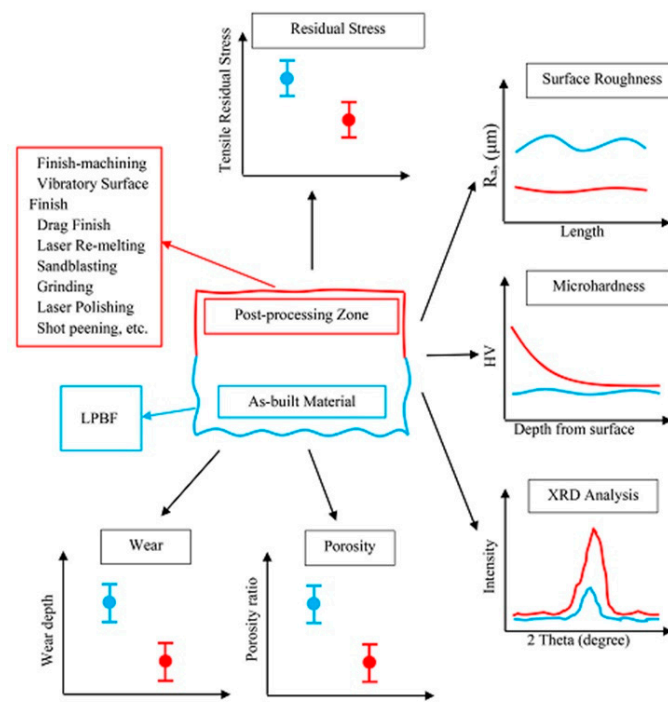 Residual Stress
Tensile Residual Stress
Surface Roughness
Ra, (μm)
Length
Finish-machining
Vibratory Surface
Finish
Drag Finish
Laser Re-melting
Sandblasting
Grinding
Laser Polishing
Shot peening, etc.
Post-processing Zone
Microhardness
HV
Depth from surface
LPBF
As-built Material
XRD Analysis
Intensity
2 Theta (degree)
Wear
Wear depth
Porosity
Porosity ratio